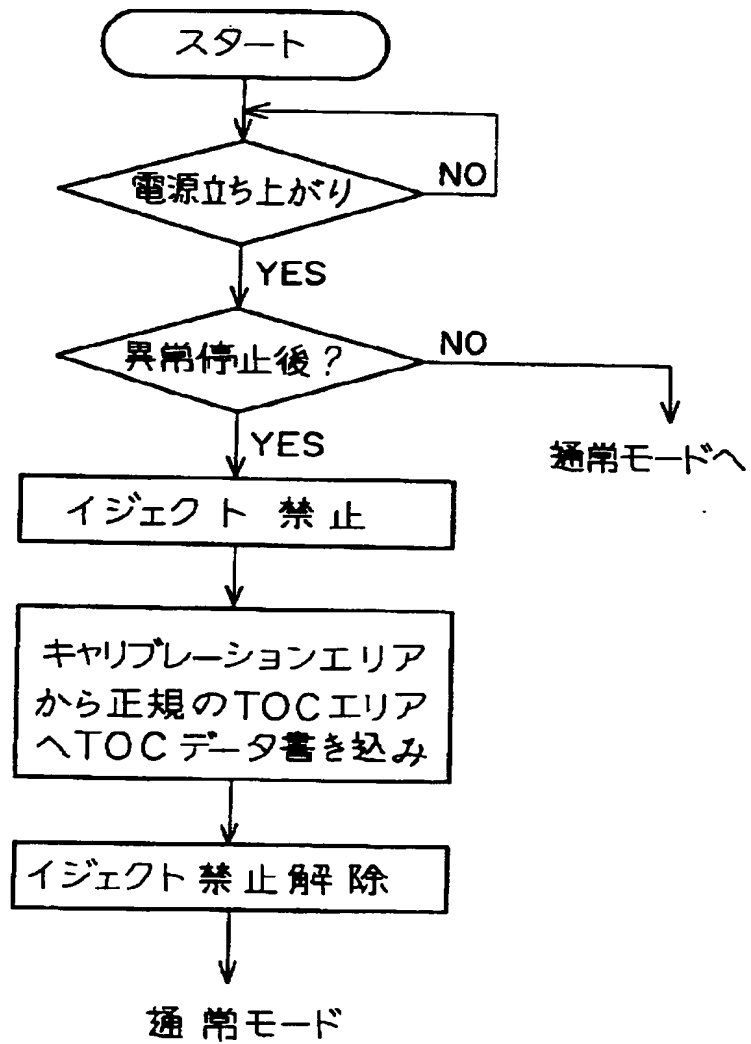 スタート
電源立ち上がり
NO
YES
異常停止後?
NO
YES
通常モードへ
イジェクト 禁止
キャリブレーションエリア
から正規のTOCエリア
へTOCデータ書き込み
イジェクト禁止解除
通常モード